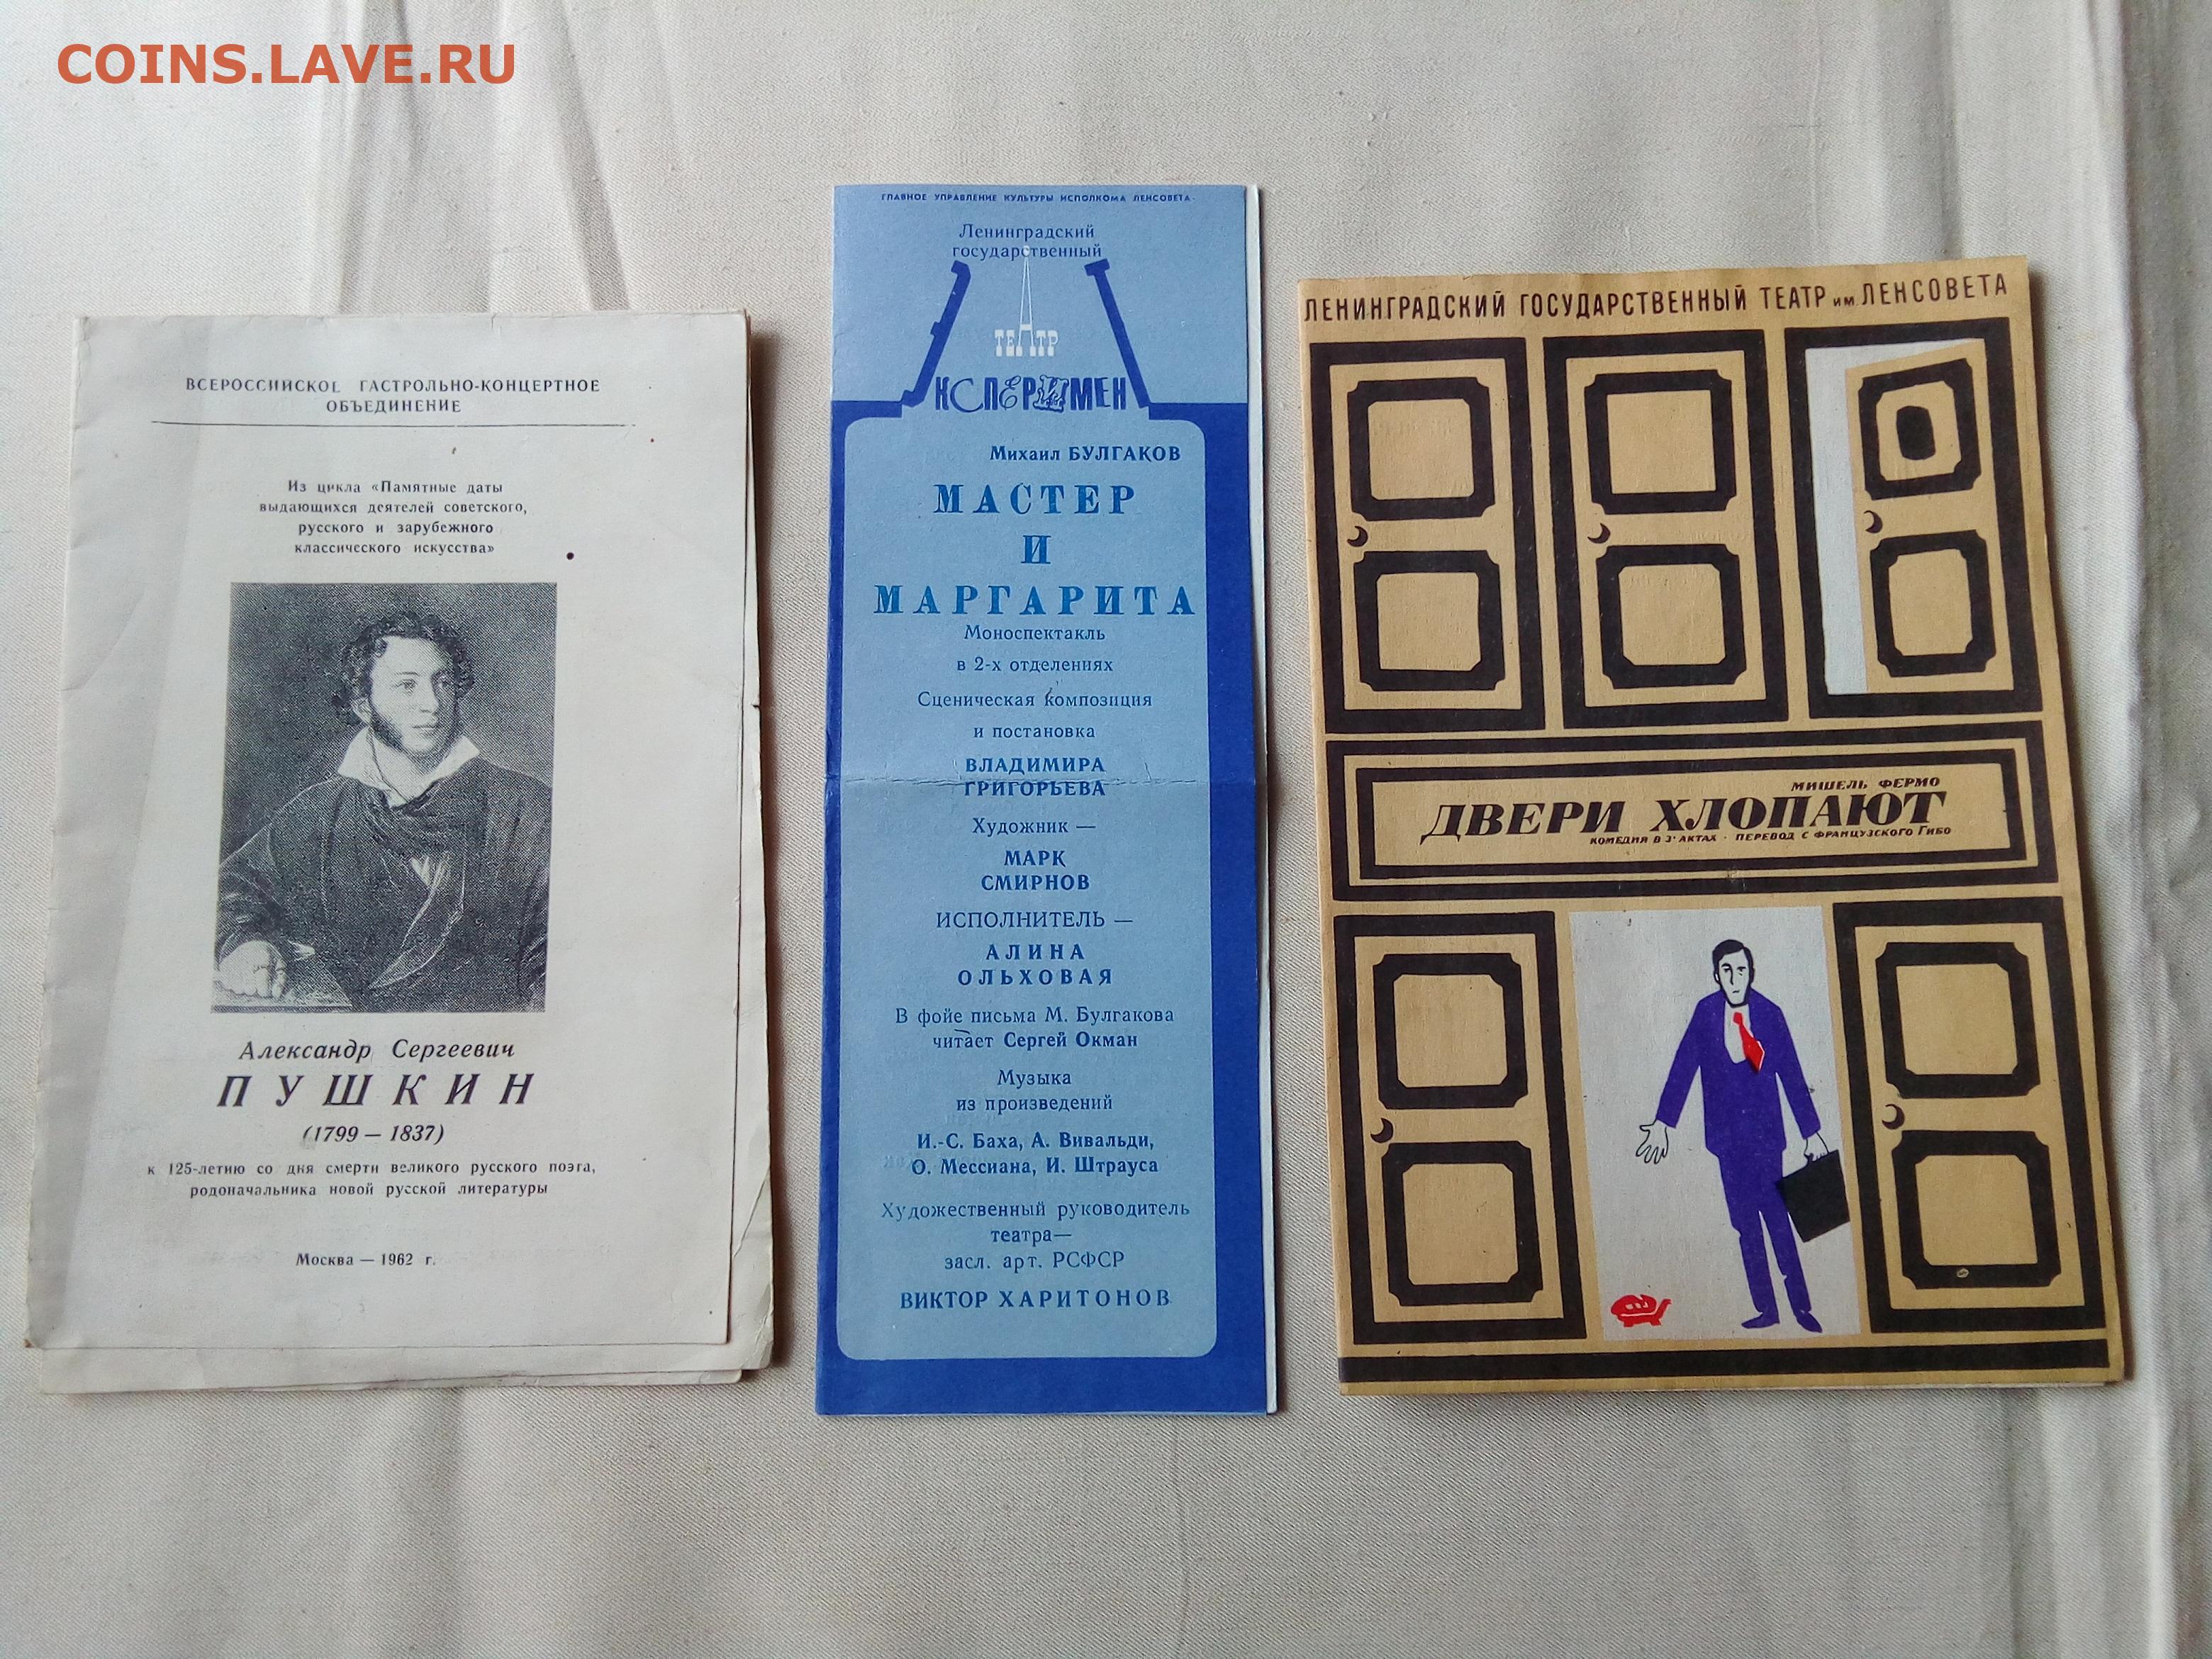 COINS.LAVE.RU
ВСЕРОССИЙСКОЕ ГАСТРОЛЬНО-КОНЦЕРТНОЕ
ОБЪЕДИНЕНИЕ
Из цикла «Памятные даты
выдающихся деятелей советского,
русского и зарубежного
классического искусства»
Александр Сергеевич
ПУШКИН
(1799 — 1837)
к 125-летию со дня смерти великого русского поэта,
родоначальника новой русской литературы
Москва — 1962 г.
ГЛАВНОЕ УПРАВЛЕНИЕ КУЛЬТУРЫ ИСПОЛКОМА ЛЕНСОВЕТА
Ленинградский
государственный
ТЕАТР
КСПЕРИМЕН
Михаил БУЛГАКОВ
МАСТЕР
И
МАРГАРИТА
Моноспектакль
в 2-х отделениях
Сценическая композиция
и постановка
ВЛАДИМИРА
ГРИГОРЬЕВА
Художник —
МАРК
СМИРНОВ
ИСПОЛНИТЕЛЬ —
АЛИНА
ОЛЬХОВАЯ
В фойе письма М. Булгакова
читает Сергей Окман
Музыка
из произведений
И.-С. Баха, А. Вивальди,
О. Мессиана, И. Штрауса
Художественный руководитель
театра—
засл. арт. РСФСР
ВИКТОР ХАРИТОНОВ
ЛЕНИНГРАДСКИЙ ГОСУДАРСТВЕННЫЙ ТЕАТР им. ЛЕНСОВЕТА
МИШЕЛЬ ФЕРМО
ДВЕРИ ХЛОПАЮТ
КОМЕДИЯ В 3х АКТАХ · ПЕРЕВОД С ФРАНЦУЗСКОГО ГИБО